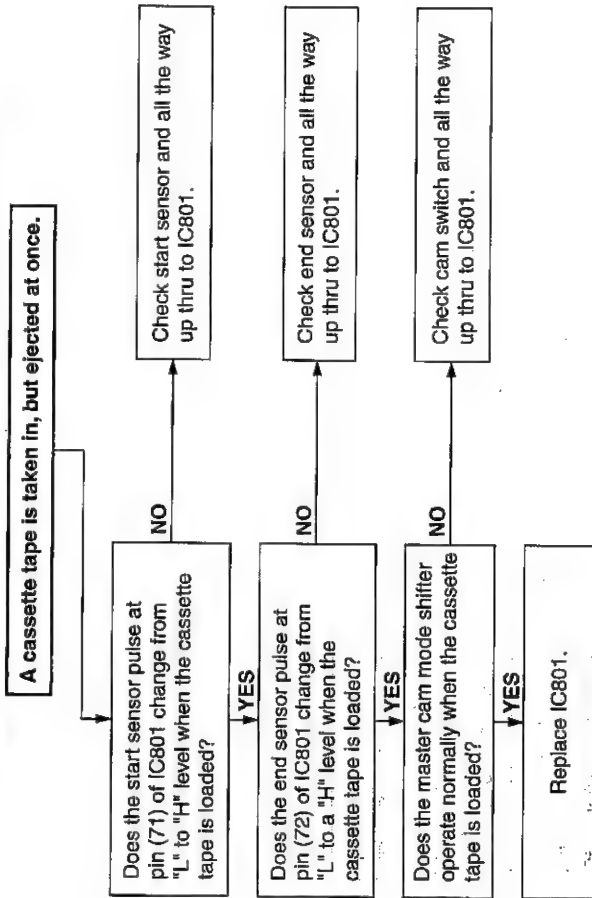 A cassette tape is taken in, but ejected at once.
Does the start sensor pulse at
pin (71) of IC801 change from
"L" to "H" level when the cassette
tape is loaded?
NO
Check start sensor and all the way
up thru to IC801.
YES
Does the end sensor pulse at
pin (72) of IC801 change from
"L" to a "H" level when the
cassette tape is loaded?
NO
Check end sensor and all the way
up thru to IC801.
YES
Does the master cam mode shifter
operate normally when the cassette
tape is loaded?
NO
Check cam switch and all the way
up thru to IC801.
YES
Replace IC801.